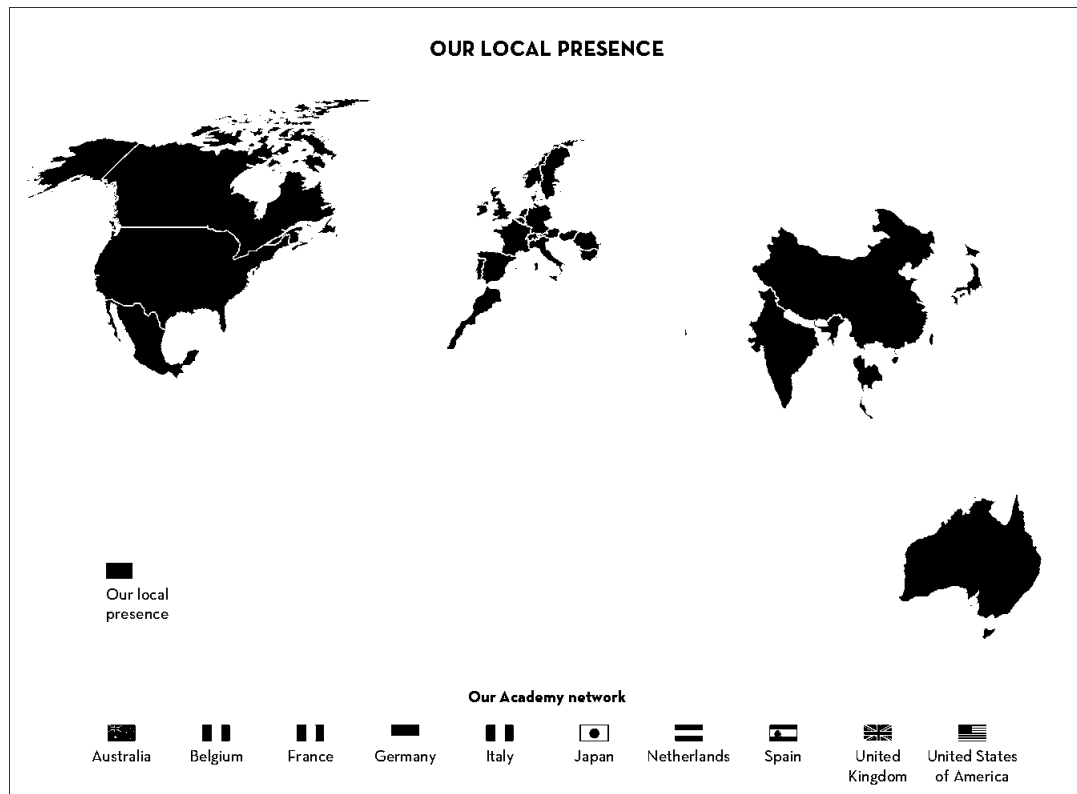 OUR LOCAL PRESENCE
Our local
presence
Our Academy network
Australia
Belgium
France
Germany
Italy
Japan
Netherlands
Spain
United
Kingdom
United States
of America